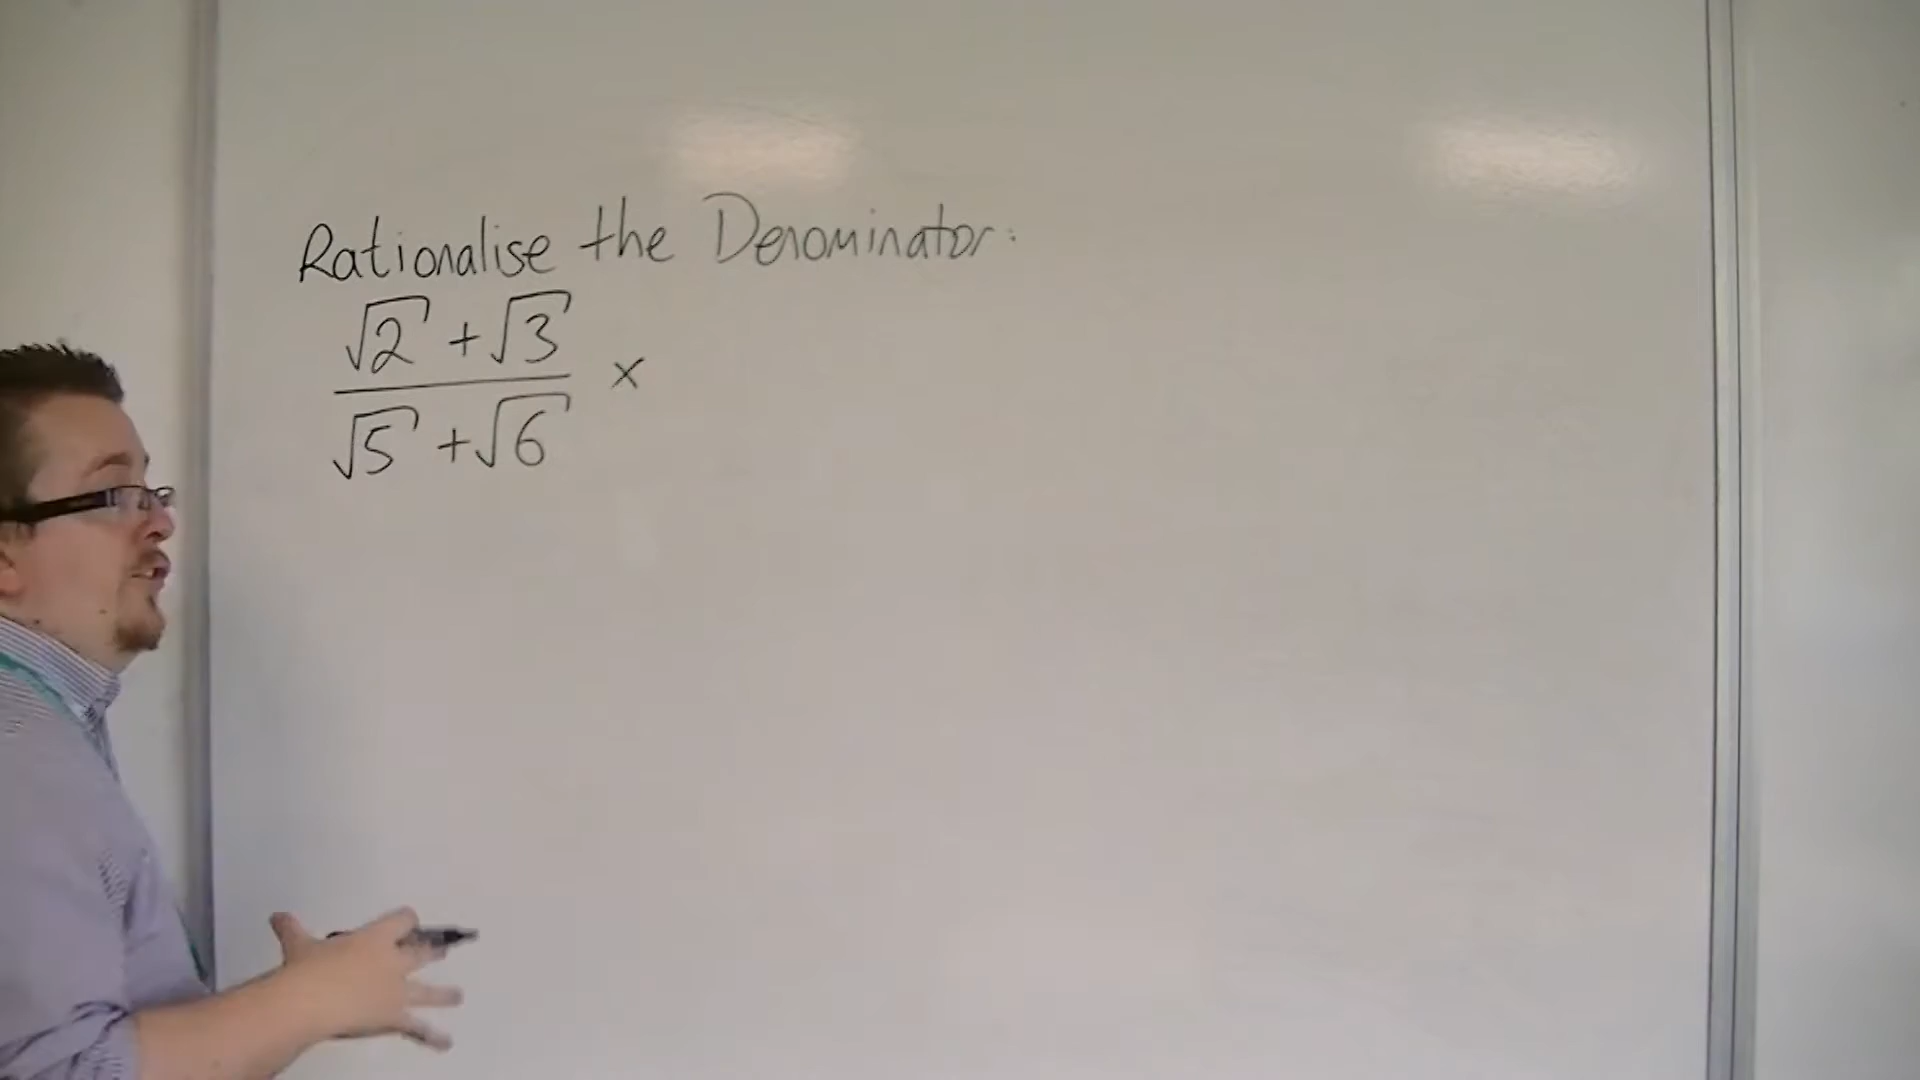 Rationalise the Denominator:
√2 + √3
×
√5 + √6